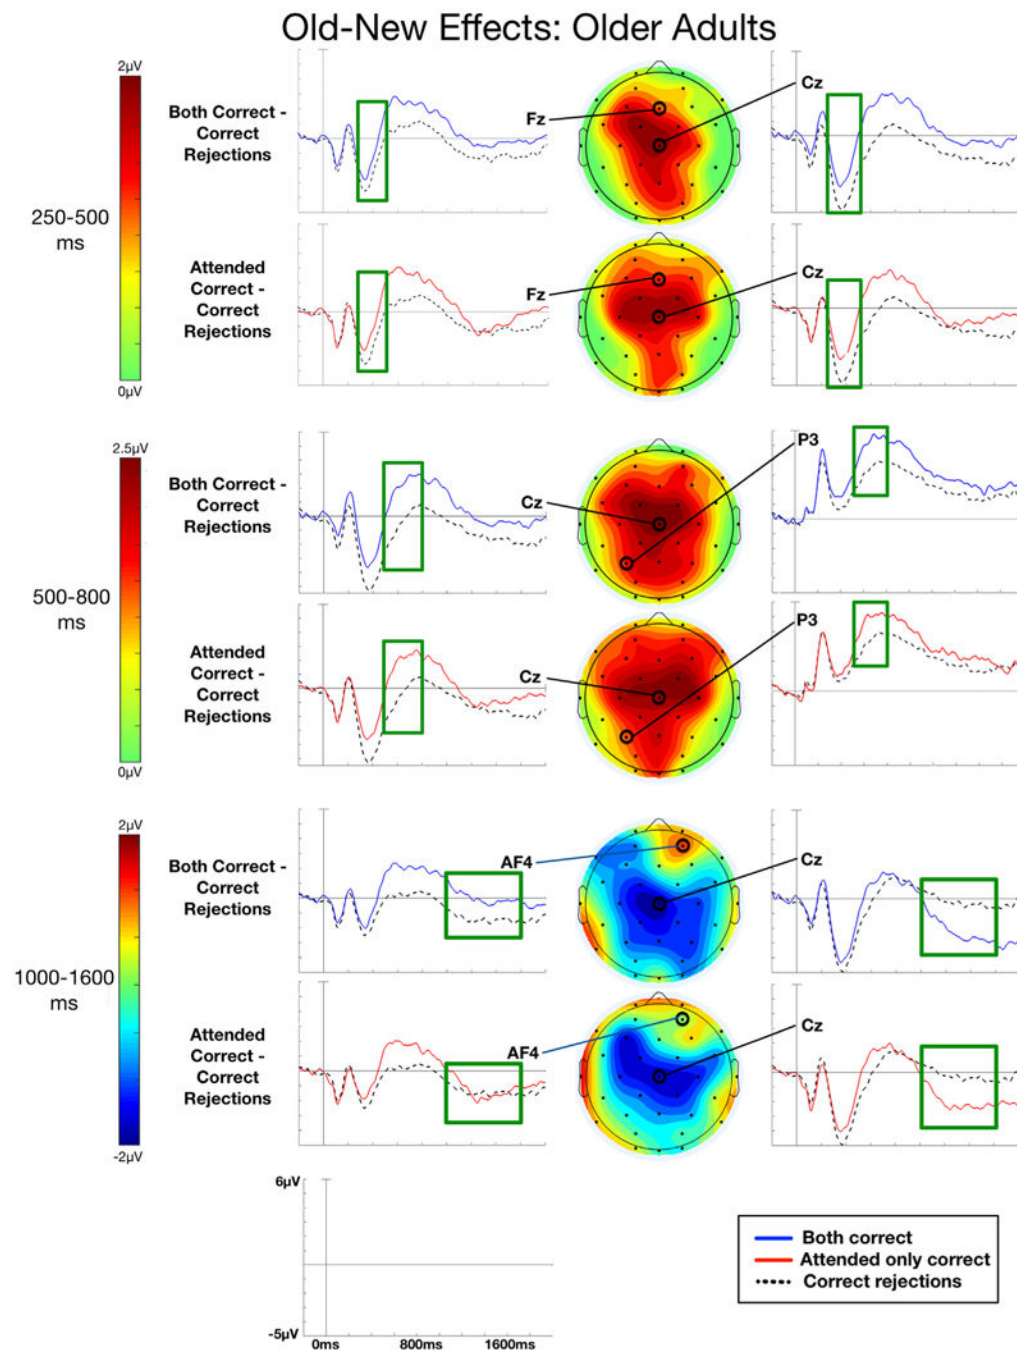 Old-New Effects: Older Adults
2µV
Both Correct -
Correct
Rejections
Fz
Cz
250-500
ms
Attended
Correct -
Correct
Rejections
Fz
Cz
0µV
2.5µV
Both Correct -
Correct
Rejections
Cz
P3
500-800
ms
Attended
Correct -
Correct
Rejections
Cz
P3
0µV
2µV
Both Correct -
Correct
Rejections
AF4
Cz
1000-1600
ms
Attended
Correct -
Correct
Rejections
AF4
Cz
-2µV
6µV
-5µV
0ms 800ms 1600ms
Both correct
Attended only correct
Correct rejections